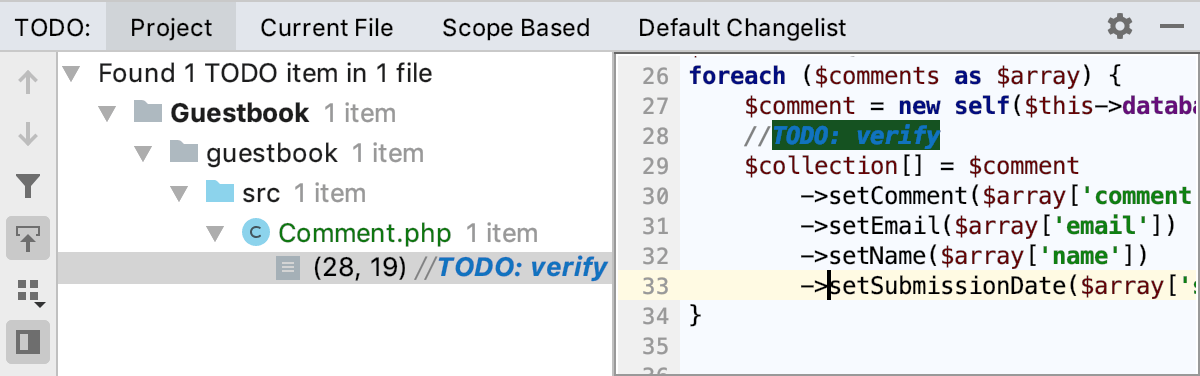 TODO: Project Current File Scope Based Default Changelist
Found 1 TODO item in 1 file
Guestbook 1 item
guestbook 1 item
src 1 item
C Comment.php 1 item
(28, 19) //TODO: verify
26 foreach ($comments as $array) {
27 $comment = new self($this->databa
28 //TODO: verify
29 $collection[] = $comment
30 ->setComment($array['comment
31 ->setEmail($array['email'])
32 ->setName($array['name'])
33 ->setSubmissionDate($array['s
34 }
35